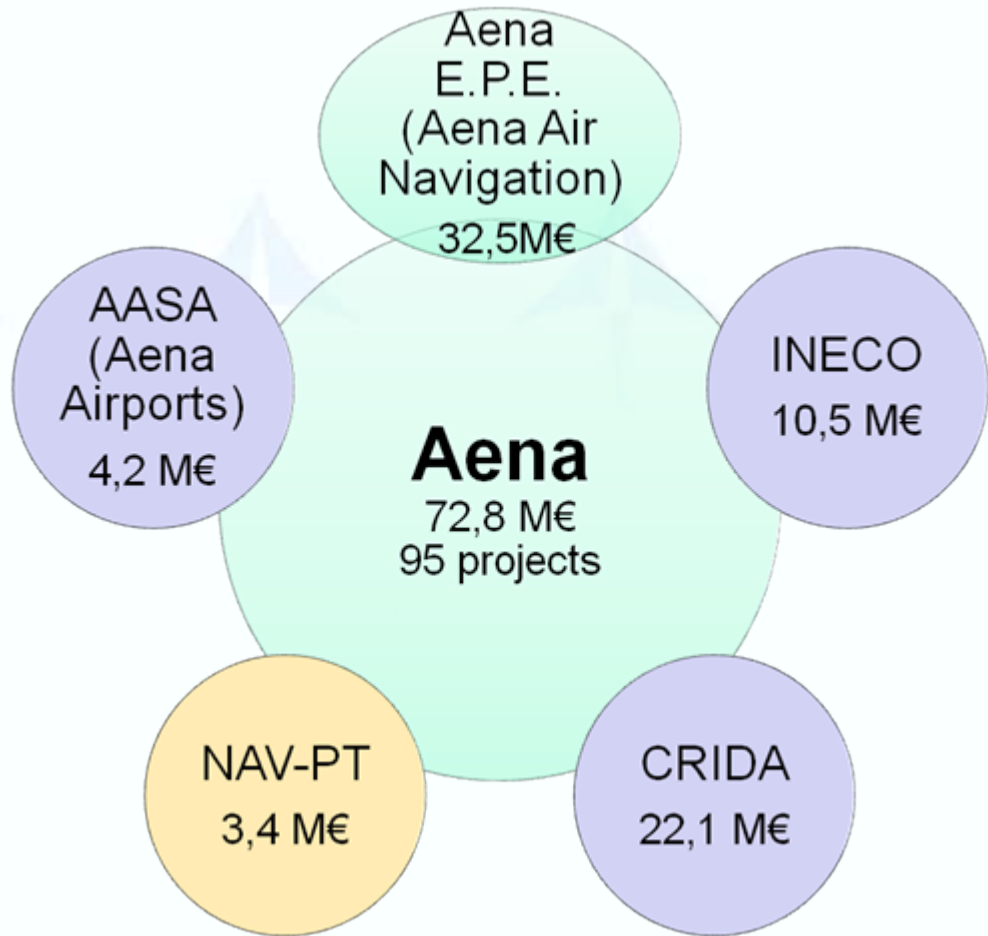 Aena
E.P.E.
(Aena Air
Navigation)
32,5M€
AASA
(Aena
Airports)
4,2 M€
INECO
10,5 M€
Aena
72,8 M€
95 projects
NAV-PT
3,4 M€
CRIDA
22,1 M€